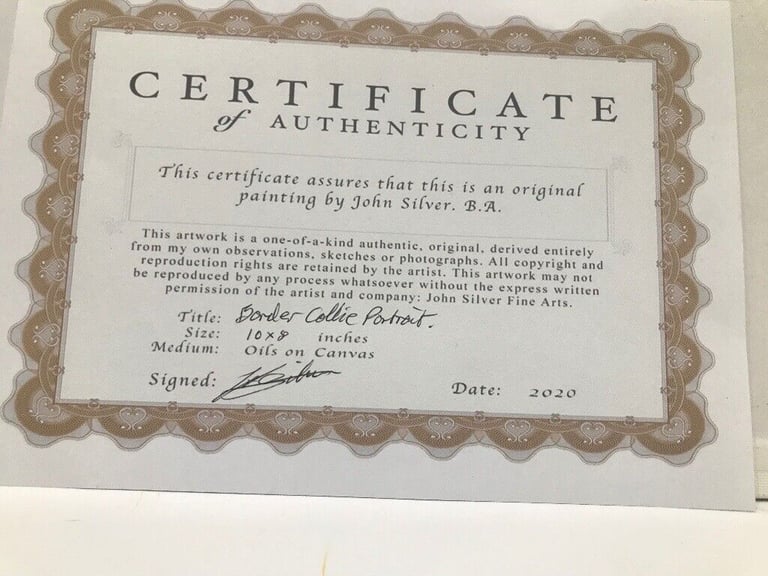 CERTIFICATE
of AUTHENTICITY
This certificate assures that this is an original
painting by John Silver. B.A.
This artwork is a one-of-a-kind authentic, original, derived entirely
from my own observations, sketches or photographs. All copyright and
reproduction rights are retained by the artist. This artwork may not
be reproduced by any process whatsoever without the express written
permission of the artist and company: John Silver Fine Arts.
Title: Border Collie Portrait.
Size: 10x8 inches
Medium: Oils on Canvas
Signed:
Date: 2020